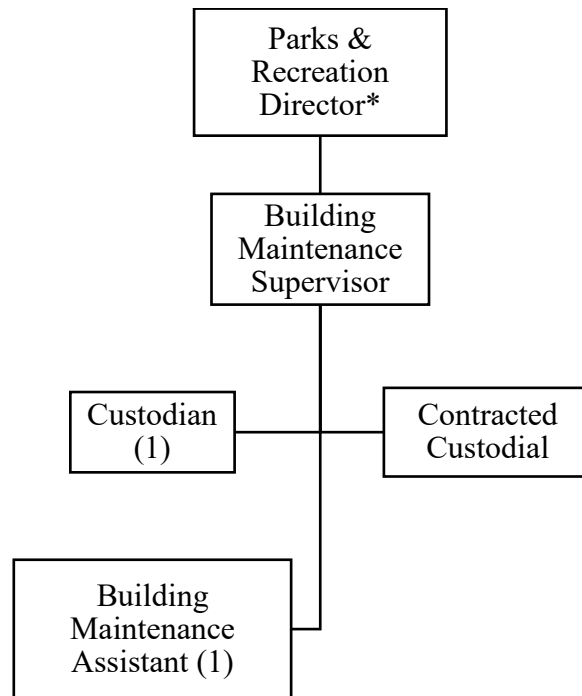 Parks &
Recreation
Director*
Building
Maintenance
Supervisor
Custodian
(1)
Contracted
Custodial
Building
Maintenance
Assistant (1)